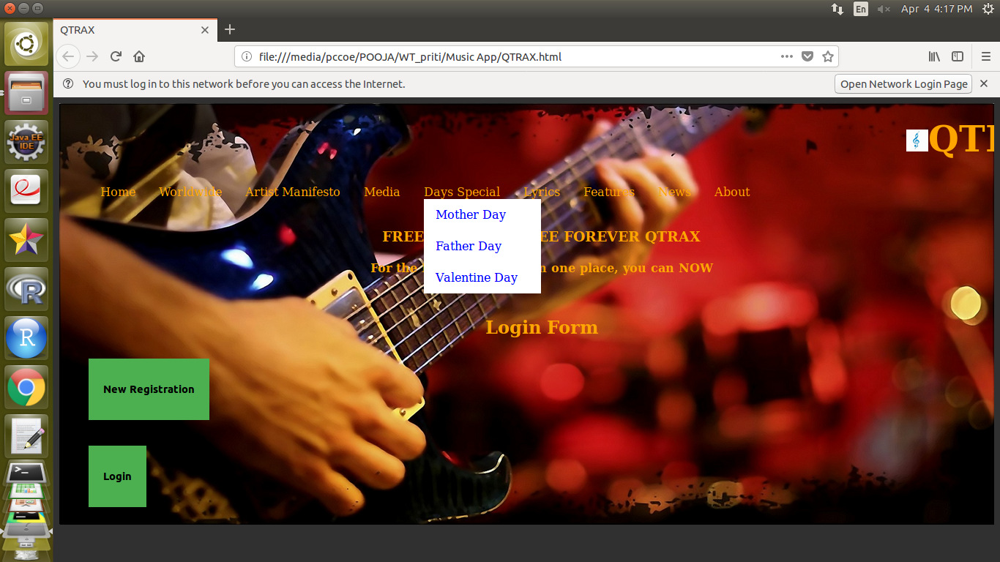 En Apr 4 4:17 PM
QTRAX
file:///media/pccoe/POOJA/WT_priti/Music App/QTRAX.html
You must log in to this network before you can access the Internet. Open Network Login Page
Java EE
IDE
QT
Home Worldwide Artist Manifesto Media Days Special Lyrics Features News About
Mother Day
FREE EE FOREVER QTRAX
Father Day
For the n one place, you can NOW
Valentine Day
Login Form
R
R
New Registration
Login